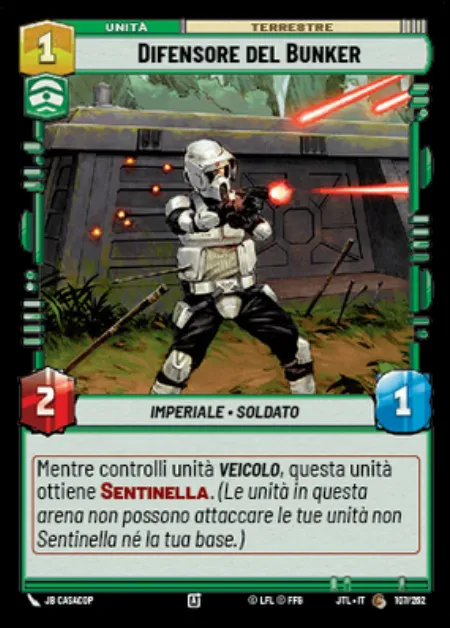 UNITÀ
TERRESTRE
1
DIFENSORE DEL BUNKER
2
1
IMPERIALE • SOLDATO
Mentre controlli unità VEICOLO, questa unità
ottiene SENTINELLA. (Le unità in questa
arena non possono attaccare le tue unità non
Sentinella né la tua base.)
JB CASACOP
© LFL © FFG
JTL • IT
107/262